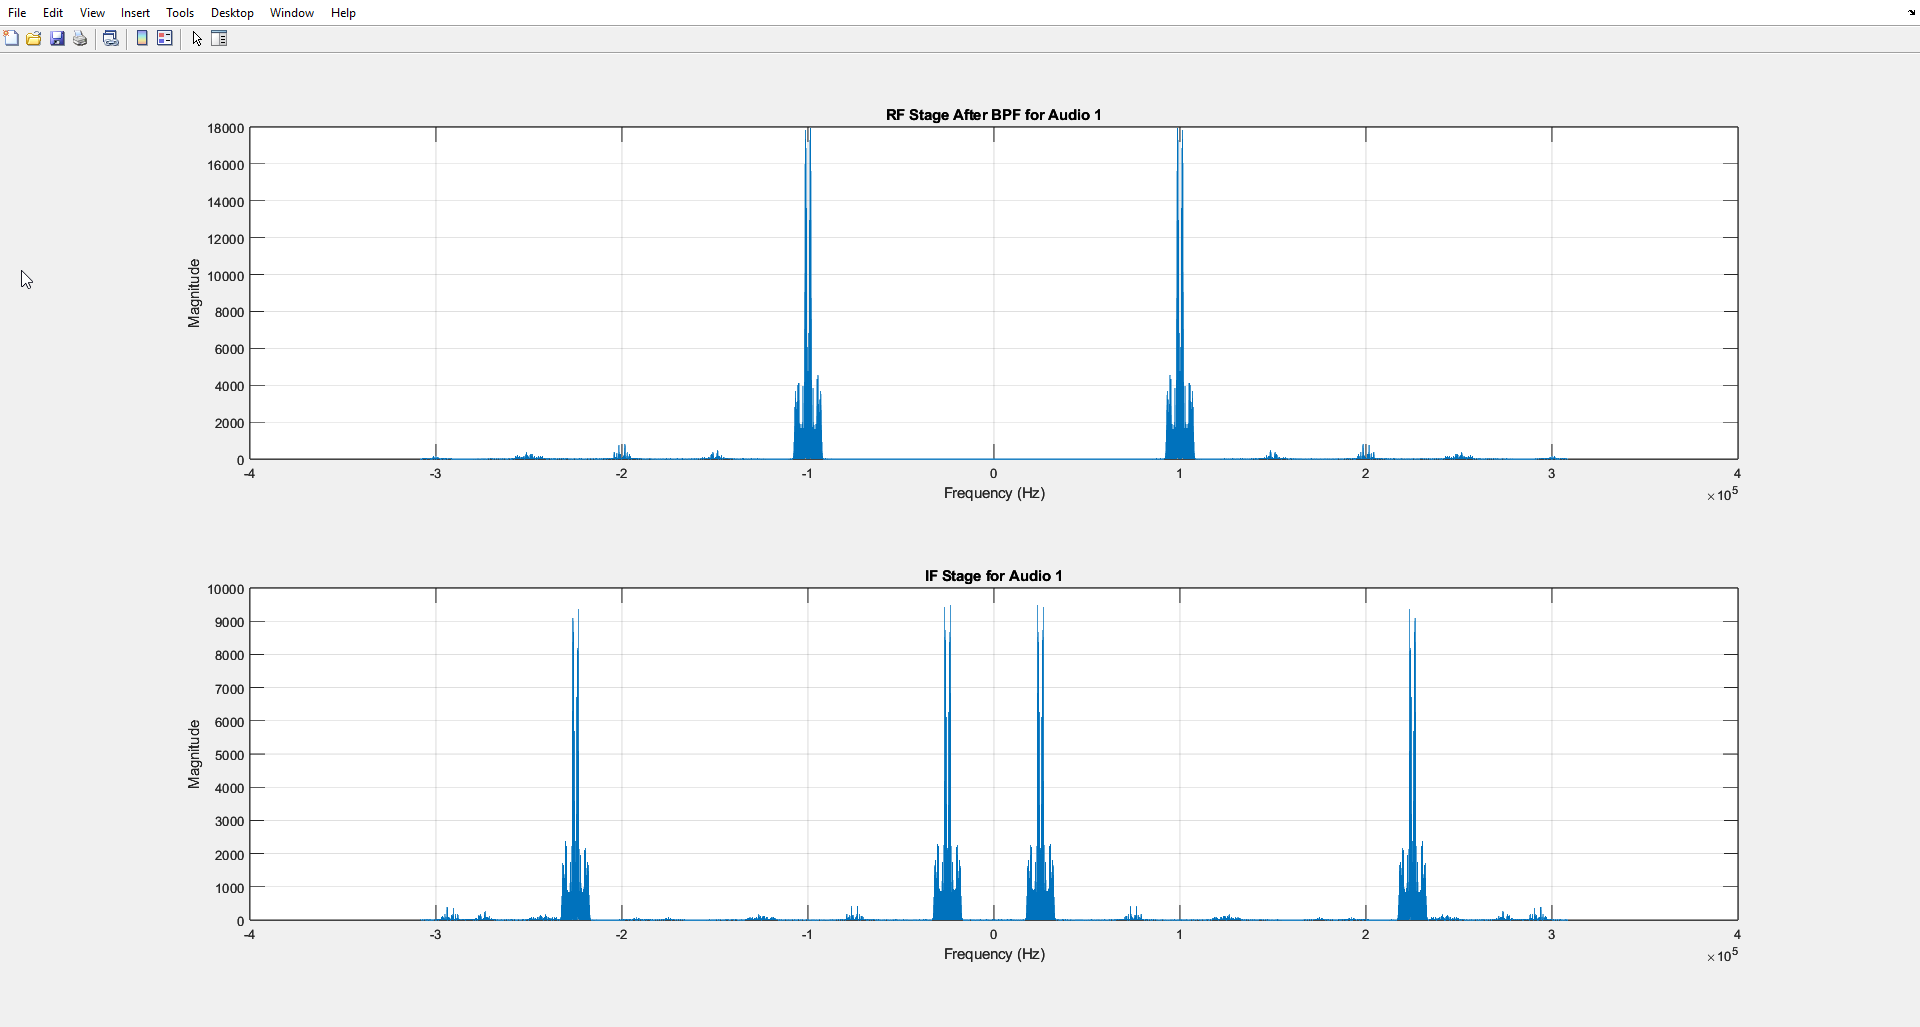 File Edit View Insert Tools Desktop Window Help
RF Stage After BPF for Audio 1
18000
16000
14000
12000
10000
8000
6000
4000
2000
0
Magnitude
-4 -3 -2 -1 0 1 2 3 4
Frequency (Hz)
×10^5
IF Stage for Audio 1
10000
9000
8000
7000
6000
5000
4000
3000
2000
1000
0
Magnitude
-4 -3 -2 -1 0 1 2 3 4
Frequency (Hz)
×10^5